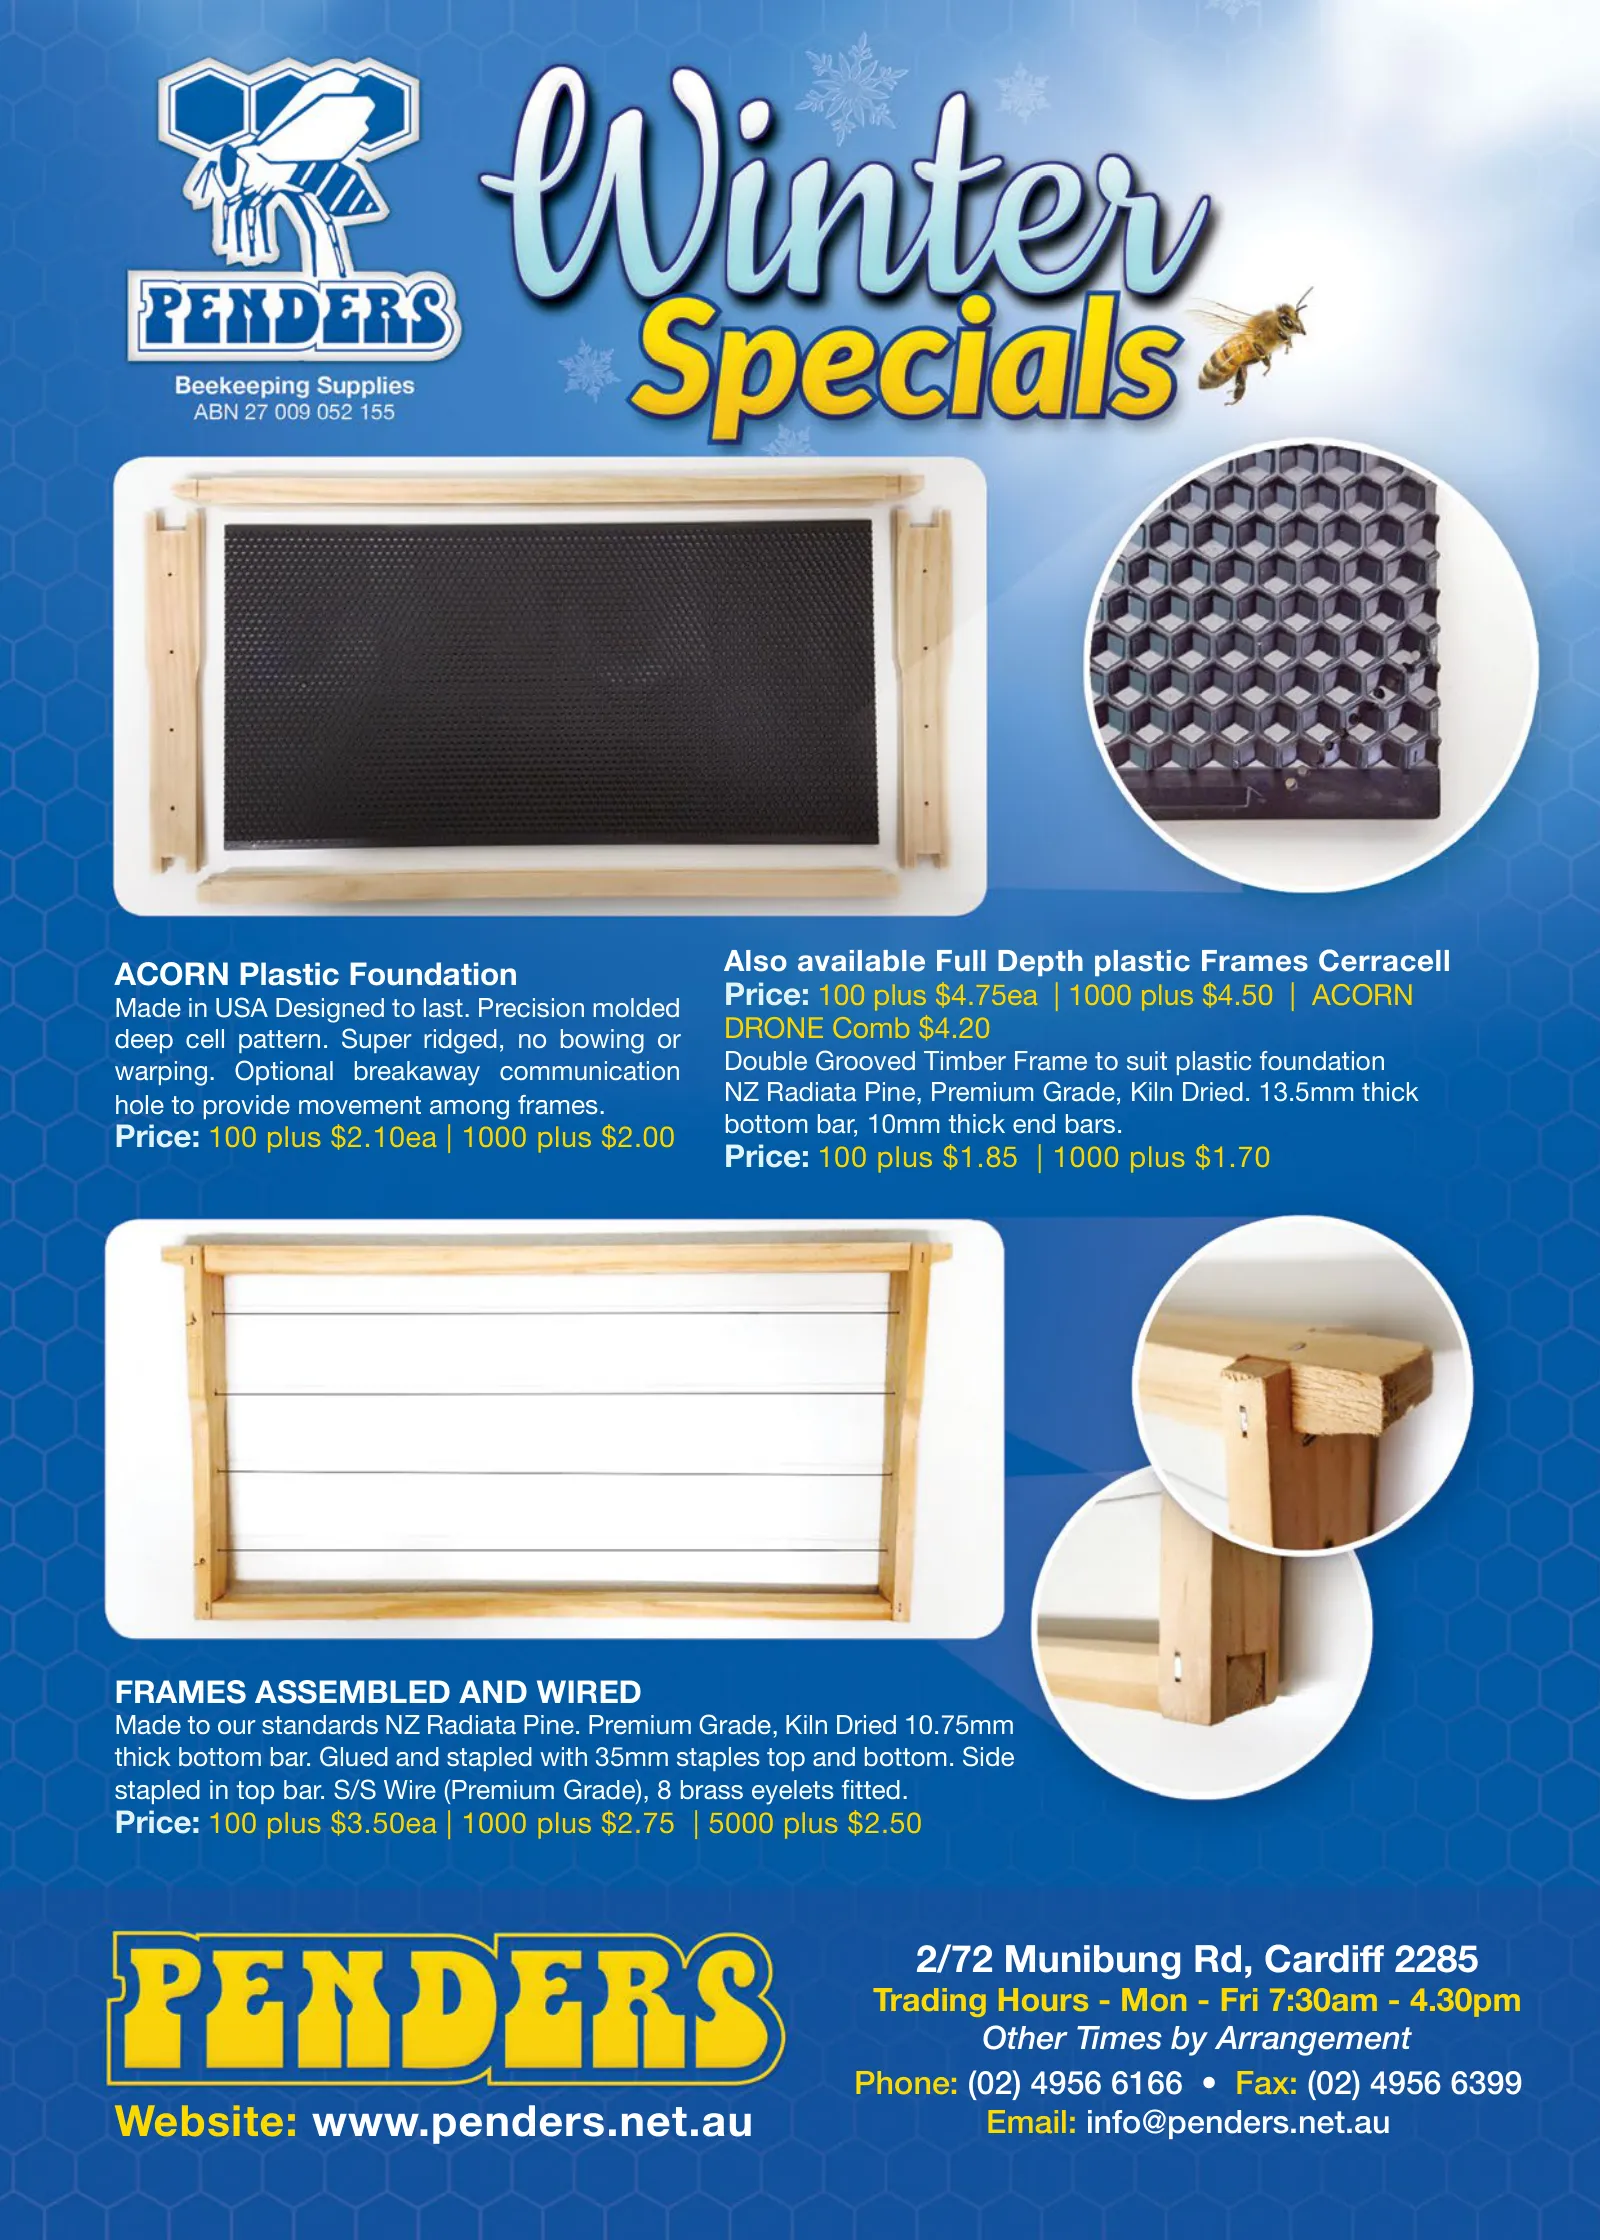 PENDERS
Beekeeping Supplies
ABN 27 009 052 155
Winter
Specials
ACORN Plastic Foundation
Made in USA Designed to last. Precision molded
deep cell pattern. Super ridged, no bowing or
warping. Optional breakaway communication
hole to provide movement among frames.
Price: 100 plus $2.10ea | 1000 plus $2.00
Also available Full Depth plastic Frames Cerracell
Price: 100 plus $4.75ea | 1000 plus $4.50 | ACORN
DRONE Comb $4.20
Double Grooved Timber Frame to suit plastic foundation
NZ Radiata Pine, Premium Grade, Kiln Dried. 13.5mm thick
bottom bar, 10mm thick end bars.
Price: 100 plus $1.85 | 1000 plus $1.70
FRAMES ASSEMBLED AND WIRED
Made to our standards NZ Radiata Pine. Premium Grade, Kiln Dried 10.75mm
thick bottom bar. Glued and stapled with 35mm staples top and bottom. Side
stapled in top bar. S/S Wire (Premium Grade), 8 brass eyelets fitted.
Price: 100 plus $3.50ea | 1000 plus $2.75 | 5000 plus $2.50
PENDERS
Website: www.penders.net.au
2/72 Munibung Rd, Cardiff 2285
Trading Hours - Mon - Fri 7:30am - 4.30pm
Other Times by Arrangement
Phone: (02) 4956 6166 • Fax: (02) 4956 6399
Email: info@penders.net.au